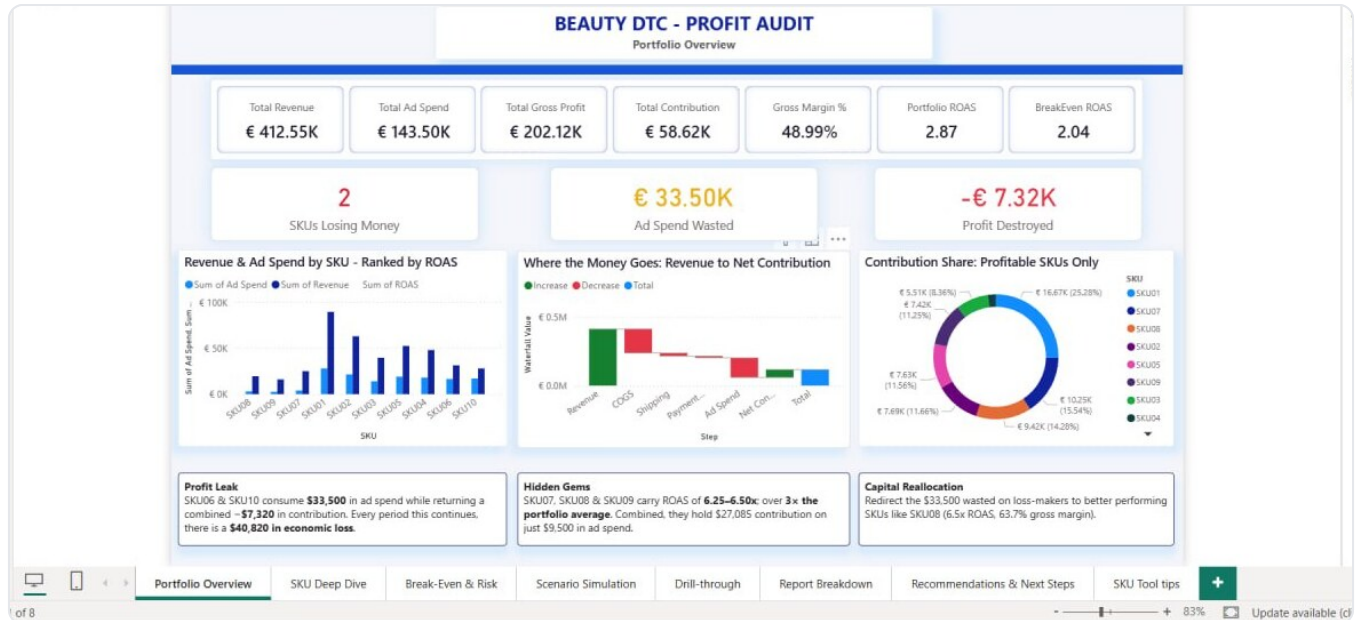 BEAUTY DTC - PROFIT AUDIT
Portfolio Overview
Total Revenue
€ 412.55K
Total Ad Spend
€ 143.50K
Total Gross Profit
€ 202.12K
Total Contribution
€ 58.62K
Gross Margin %
48.99%
Portfolio ROAS
2.87
BreakEven ROAS
2.04
2
SKUs Losing Money
€ 33.50K
Ad Spend Wasted
-€ 7.32K
Profit Destroyed
Revenue & Ad Spend by SKU - Ranked by ROAS
Sum of Ad Spend Sum of Revenue Sum of ROAS
Sum of Ad Spend, Sum ...
€ 100K
€ 50K
€ 0K
SKU08
SKU09
SKU07
SKU01
SKU02
SKU03
SKU05
SKU04
SKU06
SKU10
SKU
Where the Money Goes: Revenue to Net Contribution
Increase Decrease Total
Waterfall Value
€ 0.5M
€ 0.0M
Revenue
COGS
Shipping
Payment...
Ad Spend
Net Con...
Total
Step
Contribution Share: Profitable SKUs Only
€ 5.51K (8.36%)
€ 16.67K (25.28%)
€ 7.42K
(11.25%)
€ 7.63K
(11.56%)
€ 7.69K (11.66%)
€ 10.25K
(15.54%)
€ 9.42K (14.28%)
SKU
SKU01
SKU07
SKU08
SKU02
SKU05
SKU09
SKU03
SKU04
Profit Leak
SKU06 & SKU10 consume $33,500 in ad spend while returning a
combined −$7,320 in contribution. Every period this continues,
there is a $40,820 in economic loss.
Hidden Gems
SKU07, SKU08 & SKU09 carry ROAS of 6.25–6.50x; over 3× the
portfolio average. Combined, they hold $27,085 contribution on
just $9,500 in ad spend.
Capital Reallocation
Redirect the $33,500 wasted on loss-makers to better performing
SKUs like SKU08 (6.5x ROAS, 63.7% gross margin).
Portfolio Overview
SKU Deep Dive
Break-Even & Risk
Scenario Simulation
Drill-through
Report Breakdown
Recommendations & Next Steps
SKU Tool tips
of 8
83%
Update available (cl